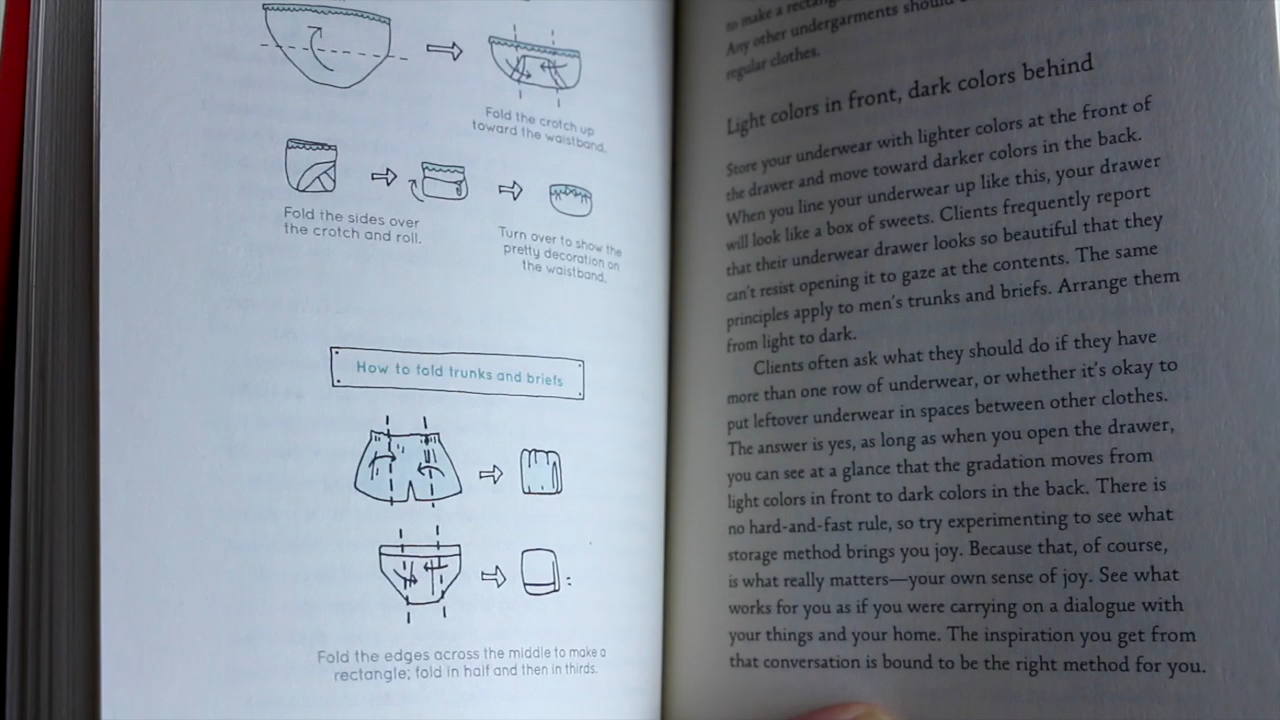 Fold the crotch up
toward the waistband.
Fold the sides over
the crotch and roll.
Turn over to show the
pretty decoration on
the waistband.
How to fold trunks and briefs
Fold the edges across the middle to make a
rectangle; fold in half and then in thirds.
to make a
Any other undergarments should
regular clothes.
Light colors in front, dark colors behind
Store your underwear with lighter colors at the front of
the drawer and move toward darker colors in the back.
When you line your underwear up like this, your drawer
will look like a box of sweets. Clients frequently report
that their underwear drawer looks so beautiful that they
can't resist opening it to gaze at the contents. The same
principles apply to men's trunks and briefs. Arrange them
from light to dark.
Clients often ask what they should do if they have
more than one row of underwear, or whether it's okay to
put leftover underwear in spaces between other clothes.
The answer is yes, as long as when you open the drawer,
you can see at a glance that the gradation moves from
light colors in front to dark colors in the back. There is
no hard-and-fast rule, so try experimenting to see what
storage method brings you joy. Because that, of course,
is what really matters—your own sense of joy. See what
works for you as if you were carrying on a dialogue with
your things and your home. The inspiration you get from
that conversation is bound to be the right method for you.